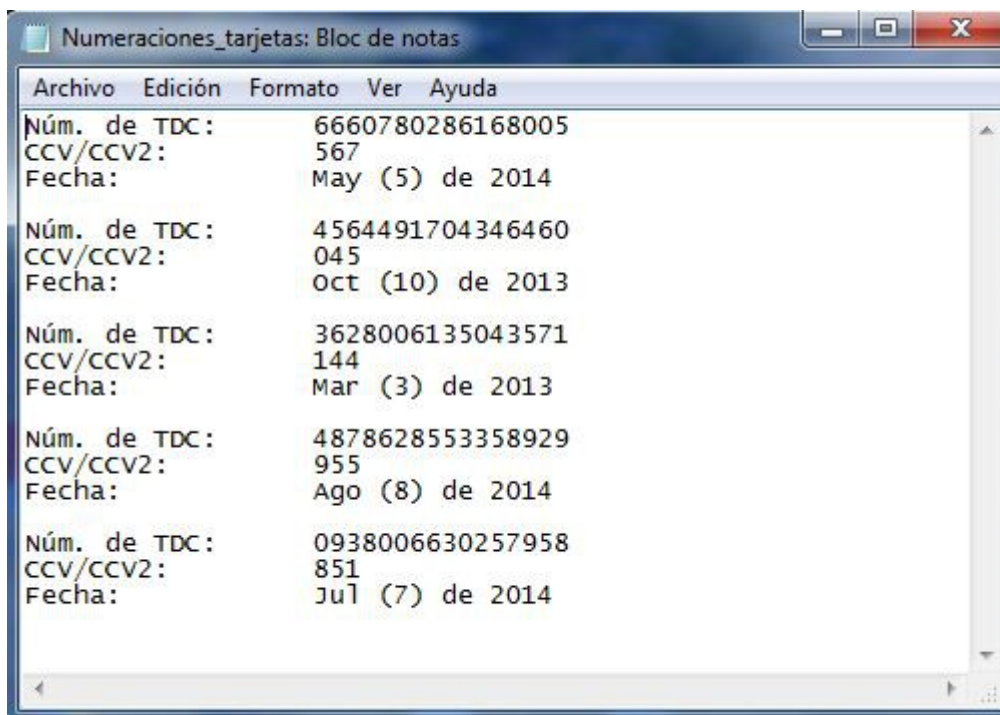 Numeraciones_tarjetas: Bloc de notas
Archivo Edición Formato Ver Ayuda
Núm. de TDC: 6660780286168005
CCV/CCV2: 567
Fecha: May (5) de 2014
Núm. de TDC: 4564491704346460
CCV/CCV2: 045
Fecha: Oct (10) de 2013
Núm. de TDC: 3628006135043571
CCV/CCV2: 144
Fecha: Mar (3) de 2013
Núm. de TDC: 4878628553358929
CCV/CCV2: 955
Fecha: Ago (8) de 2014
Núm. de TDC: 0938006630257958
CCV/CCV2: 851
Fecha: Jul (7) de 2014